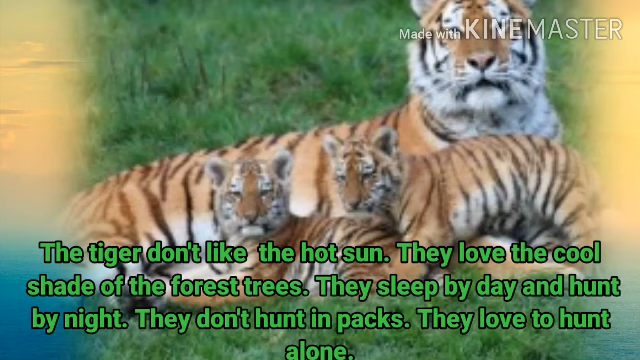 Made with KINEMASTER
The tiger don't like the hot sun. They love the cool
shade of the forest trees. They sleep by day and hunt
by night. They don't hunt in packs. They love to hunt
alone.